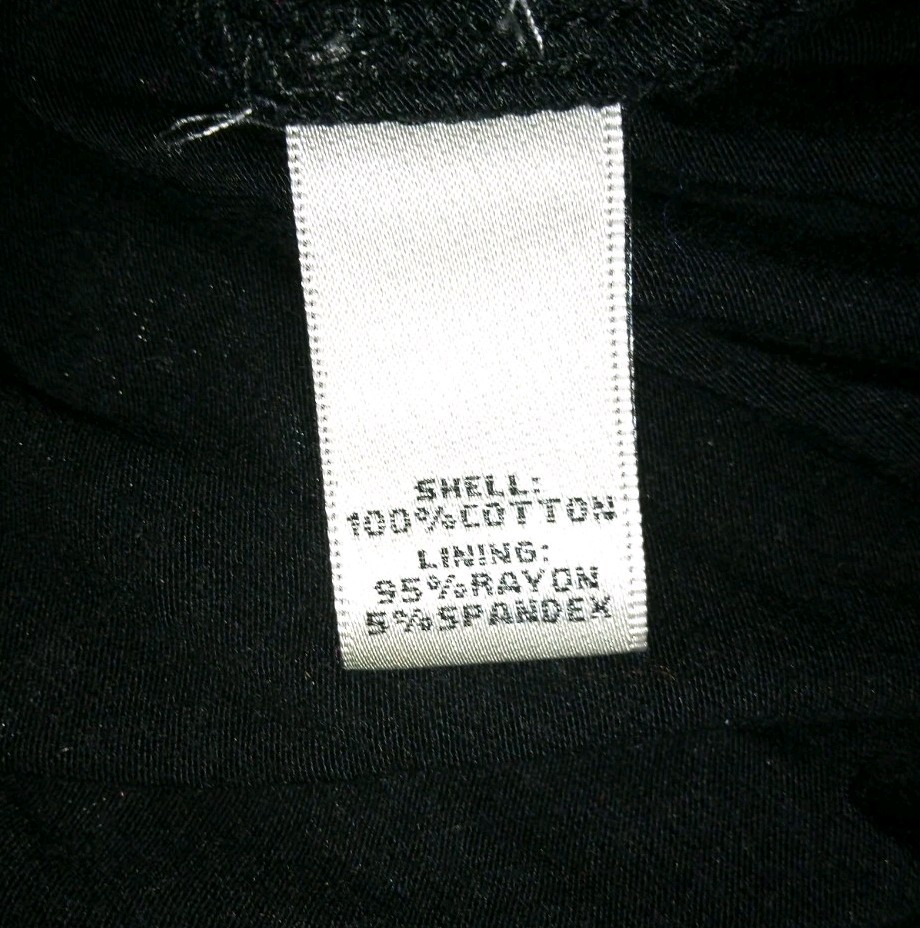 SHELL:
100%COTTON
LINING:
95%RAYON
5%SPANDEX